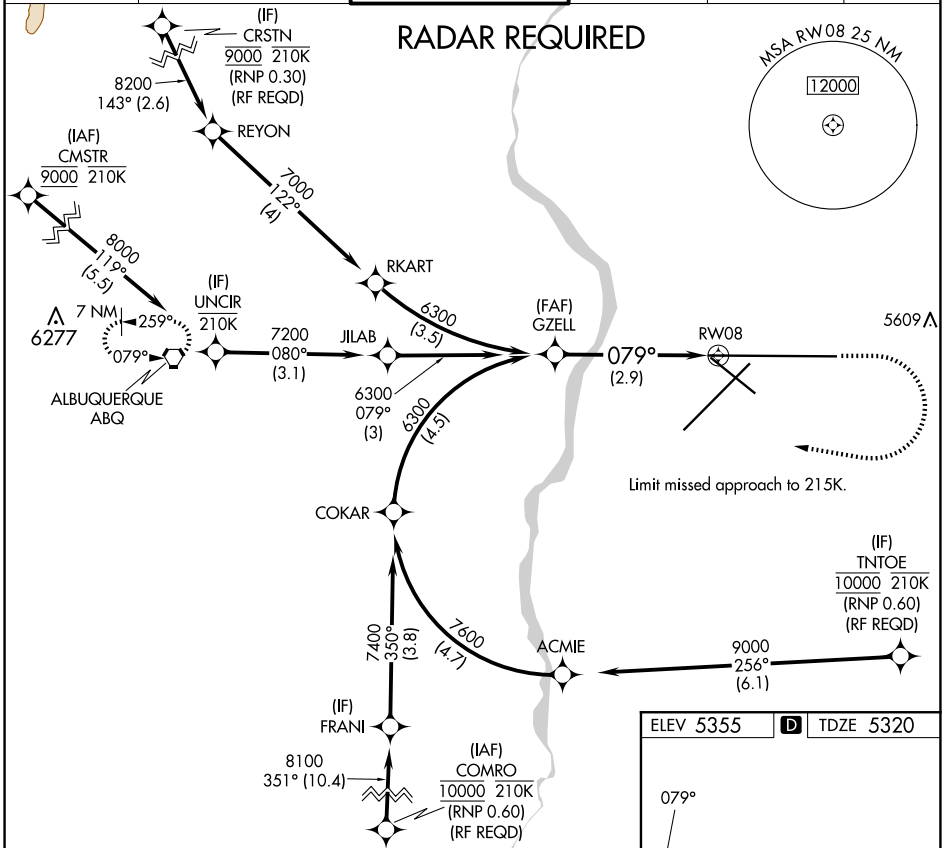 RADAR REQUIRED
(IF)
CRSTN
9000 210K
(RNP 0.30)
(RF REQD)
8200
143° (2.6)
REYON
MSA RW08 25 NM
12000
(IAF)
CMSTR
9000 210K
7000
122°
(4)
8000
119°
(5.5)
RKART
6300
(3.5)
(IF)
UNCIR
210K
7 NM
259°
079°
6277
ALBUQUERQUE
ABQ
7200
080°
(3.1)
JILAB
6300
079°
(3)
(FAF)
GZELL
079°
(2.9)
RW08
5609
6300
(4.5)
Limit missed approach to 215K.
COKAR
(IF)
TNTOE
10000 210K
(RNP 0.60)
(RF REQD)
7600
(4.7)
ACMIE
9000
256°
(6.1)
7400
350°
(3.8)
(IF)
FRANI
8100
351° (10.4)
(IAF)
COMRO
10000 210K
(RNP 0.60)
(RF REQD)
ELEV 5355 D TDZE 5320
079°